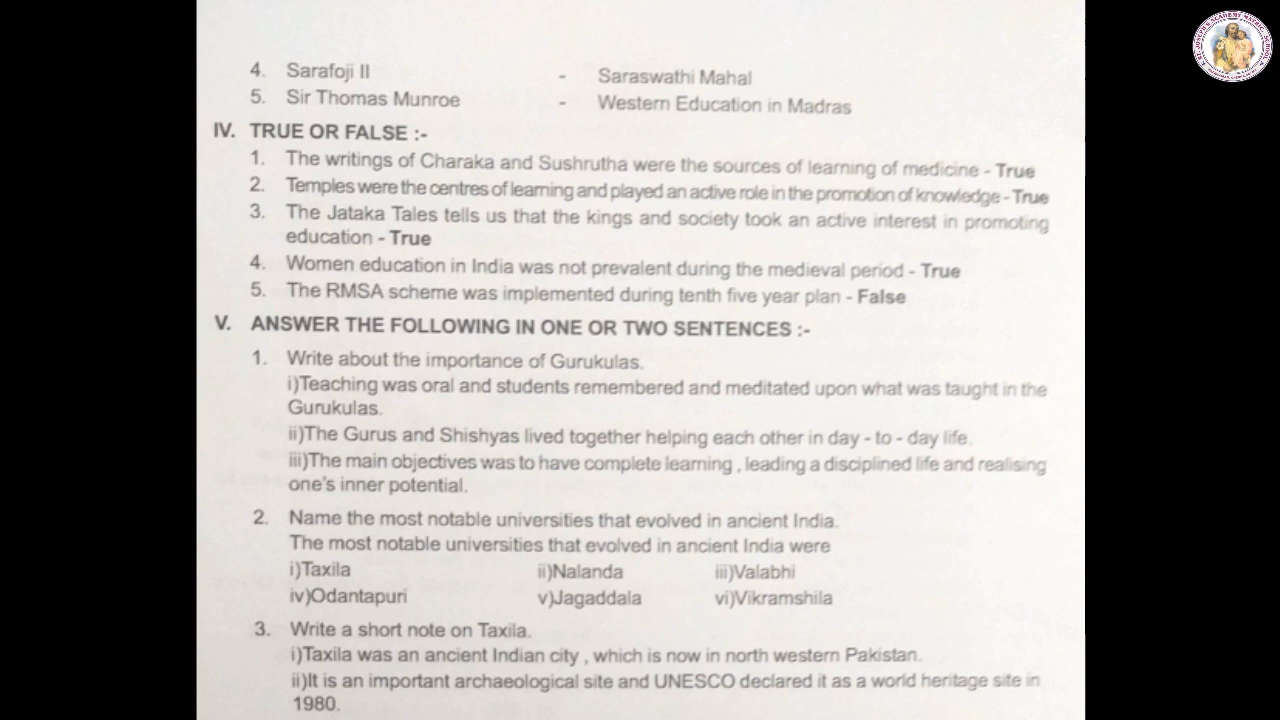 4. Sarafoji II - Saraswathi Mahal
5. Sir Thomas Munroe - Western Education in Madras
IV. TRUE OR FALSE :-
1. The writings of Charaka and Sushrutha were the sources of learning of medicine - True
2. Temples were the centres of learning and played an active role in the promotion of knowledge - True
3. The Jataka Tales tells us that the kings and society took an active interest in promoting
education - True
4. Women education in India was not prevalent during the medieval period - True
5. The RMSA scheme was implemented during tenth five year plan - False
V. ANSWER THE FOLLOWING IN ONE OR TWO SENTENCES :-
1. Write about the importance of Gurukulas.
i)Teaching was oral and students remembered and meditated upon what was taught in the
Gurukulas.
ii)The Gurus and Shishyas lived together helping each other in day - to - day life.
iii)The main objectives was to have complete learning , leading a disciplined life and realising
one's inner potential.
2. Name the most notable universities that evolved in ancient India.
The most notable universities that evolved in ancient India were
i)Taxila ii)Nalanda iii)Valabhi
iv)Odantapuri v)Jagaddala vi)Vikramshila
3. Write a short note on Taxila.
i)Taxila was an ancient Indian city , which is now in north western Pakistan.
ii)It is an important archaeological site and UNESCO declared it as a world heritage site in
1980.